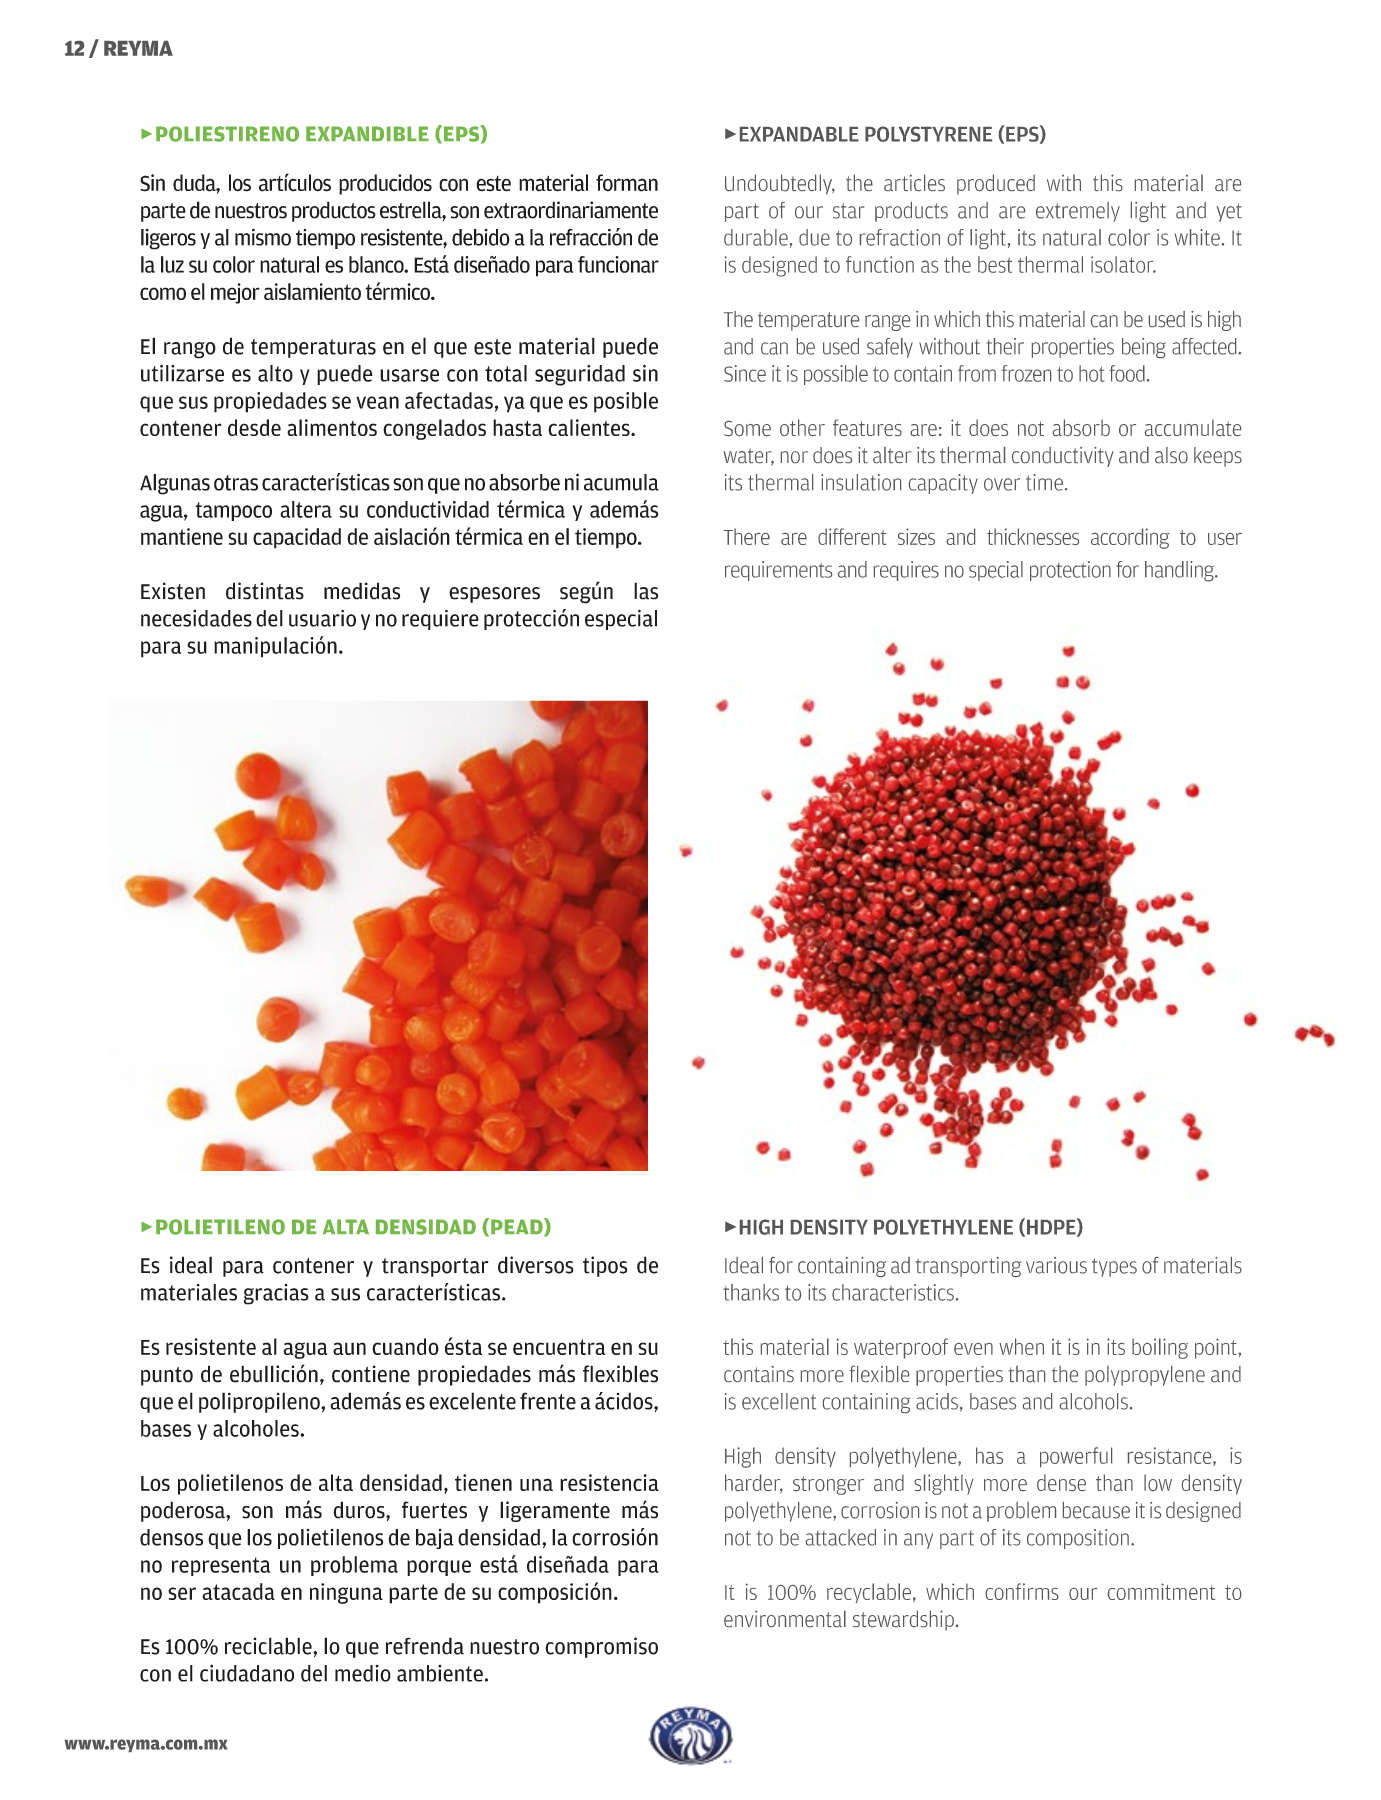 12 / REYMA
▶POLIESTIRENO EXPANDIBLE (EPS)
Sin duda, los artículos producidos con este material forman
parte de nuestros productos estrella, son extraordinariamente
ligeros y al mismo tiempo resistente, debido a la refracción de
la luz su color natural es blanco. Está diseñado para funcionar
como el mejor aislamiento térmico.
El rango de temperaturas en el que este material puede
utilizarse es alto y puede usarse con total seguridad sin
que sus propiedades se vean afectadas, ya que es posible
contener desde alimentos congelados hasta calientes.
Algunas otras características son que no absorbe ni acumula
agua, tampoco altera su conductividad térmica y además
mantiene su capacidad de aislación térmica en el tiempo.
Existen distintas medidas y espesores según las
necesidades del usuario y no requiere protección especial
para su manipulación.
▶EXPANDABLE POLYSTYRENE (EPS)
Undoubtedly, the articles produced with this material are
part of our star products and are extremely light and yet
durable, due to refraction of light, its natural color is white. It
is designed to function as the best thermal isolator.
The temperature range in which this material can be used is high
and can be used safely without their properties being affected.
Since it is possible to contain from frozen to hot food.
Some other features are: it does not absorb or accumulate
water, nor does it alter its thermal conductivity and also keeps
its thermal insulation capacity over time.
There are different sizes and thicknesses according to user
requirements and requires no special protection for handling.
▶POLIETILENO DE ALTA DENSIDAD (PEAD)
Es ideal para contener y transportar diversos tipos de
materiales gracias a sus características.
Es resistente al agua aun cuando ésta se encuentra en su
punto de ebullición, contiene propiedades más flexibles
que el polipropileno, además es excelente frente a ácidos,
bases y alcoholes.
Los polietilenos de alta densidad, tienen una resistencia
poderosa, son más duros, fuertes y ligeramente más
densos que los polietilenos de baja densidad, la corrosión
no representa un problema porque está diseñada para
no ser atacada en ninguna parte de su composición.
Es 100% reciclable, lo que refrenda nuestro compromiso
con el ciudadano del medio ambiente.
▶HIGH DENSITY POLYETHYLENE (HDPE)
Ideal for containing ad transporting various types of materials
thanks to its characteristics.
this material is waterproof even when it is in its boiling point,
contains more flexible properties than the polypropylene and
is excellent containing acids, bases and alcohols.
High density polyethylene, has a powerful resistance, is
harder, stronger and slightly more dense than low density
polyethylene, corrosion is not a problem because it is designed
not to be attacked in any part of its composition.
It is 100% recyclable, which confirms our commitment to
environmental stewardship.
www.reyma.com.mx
REYMA